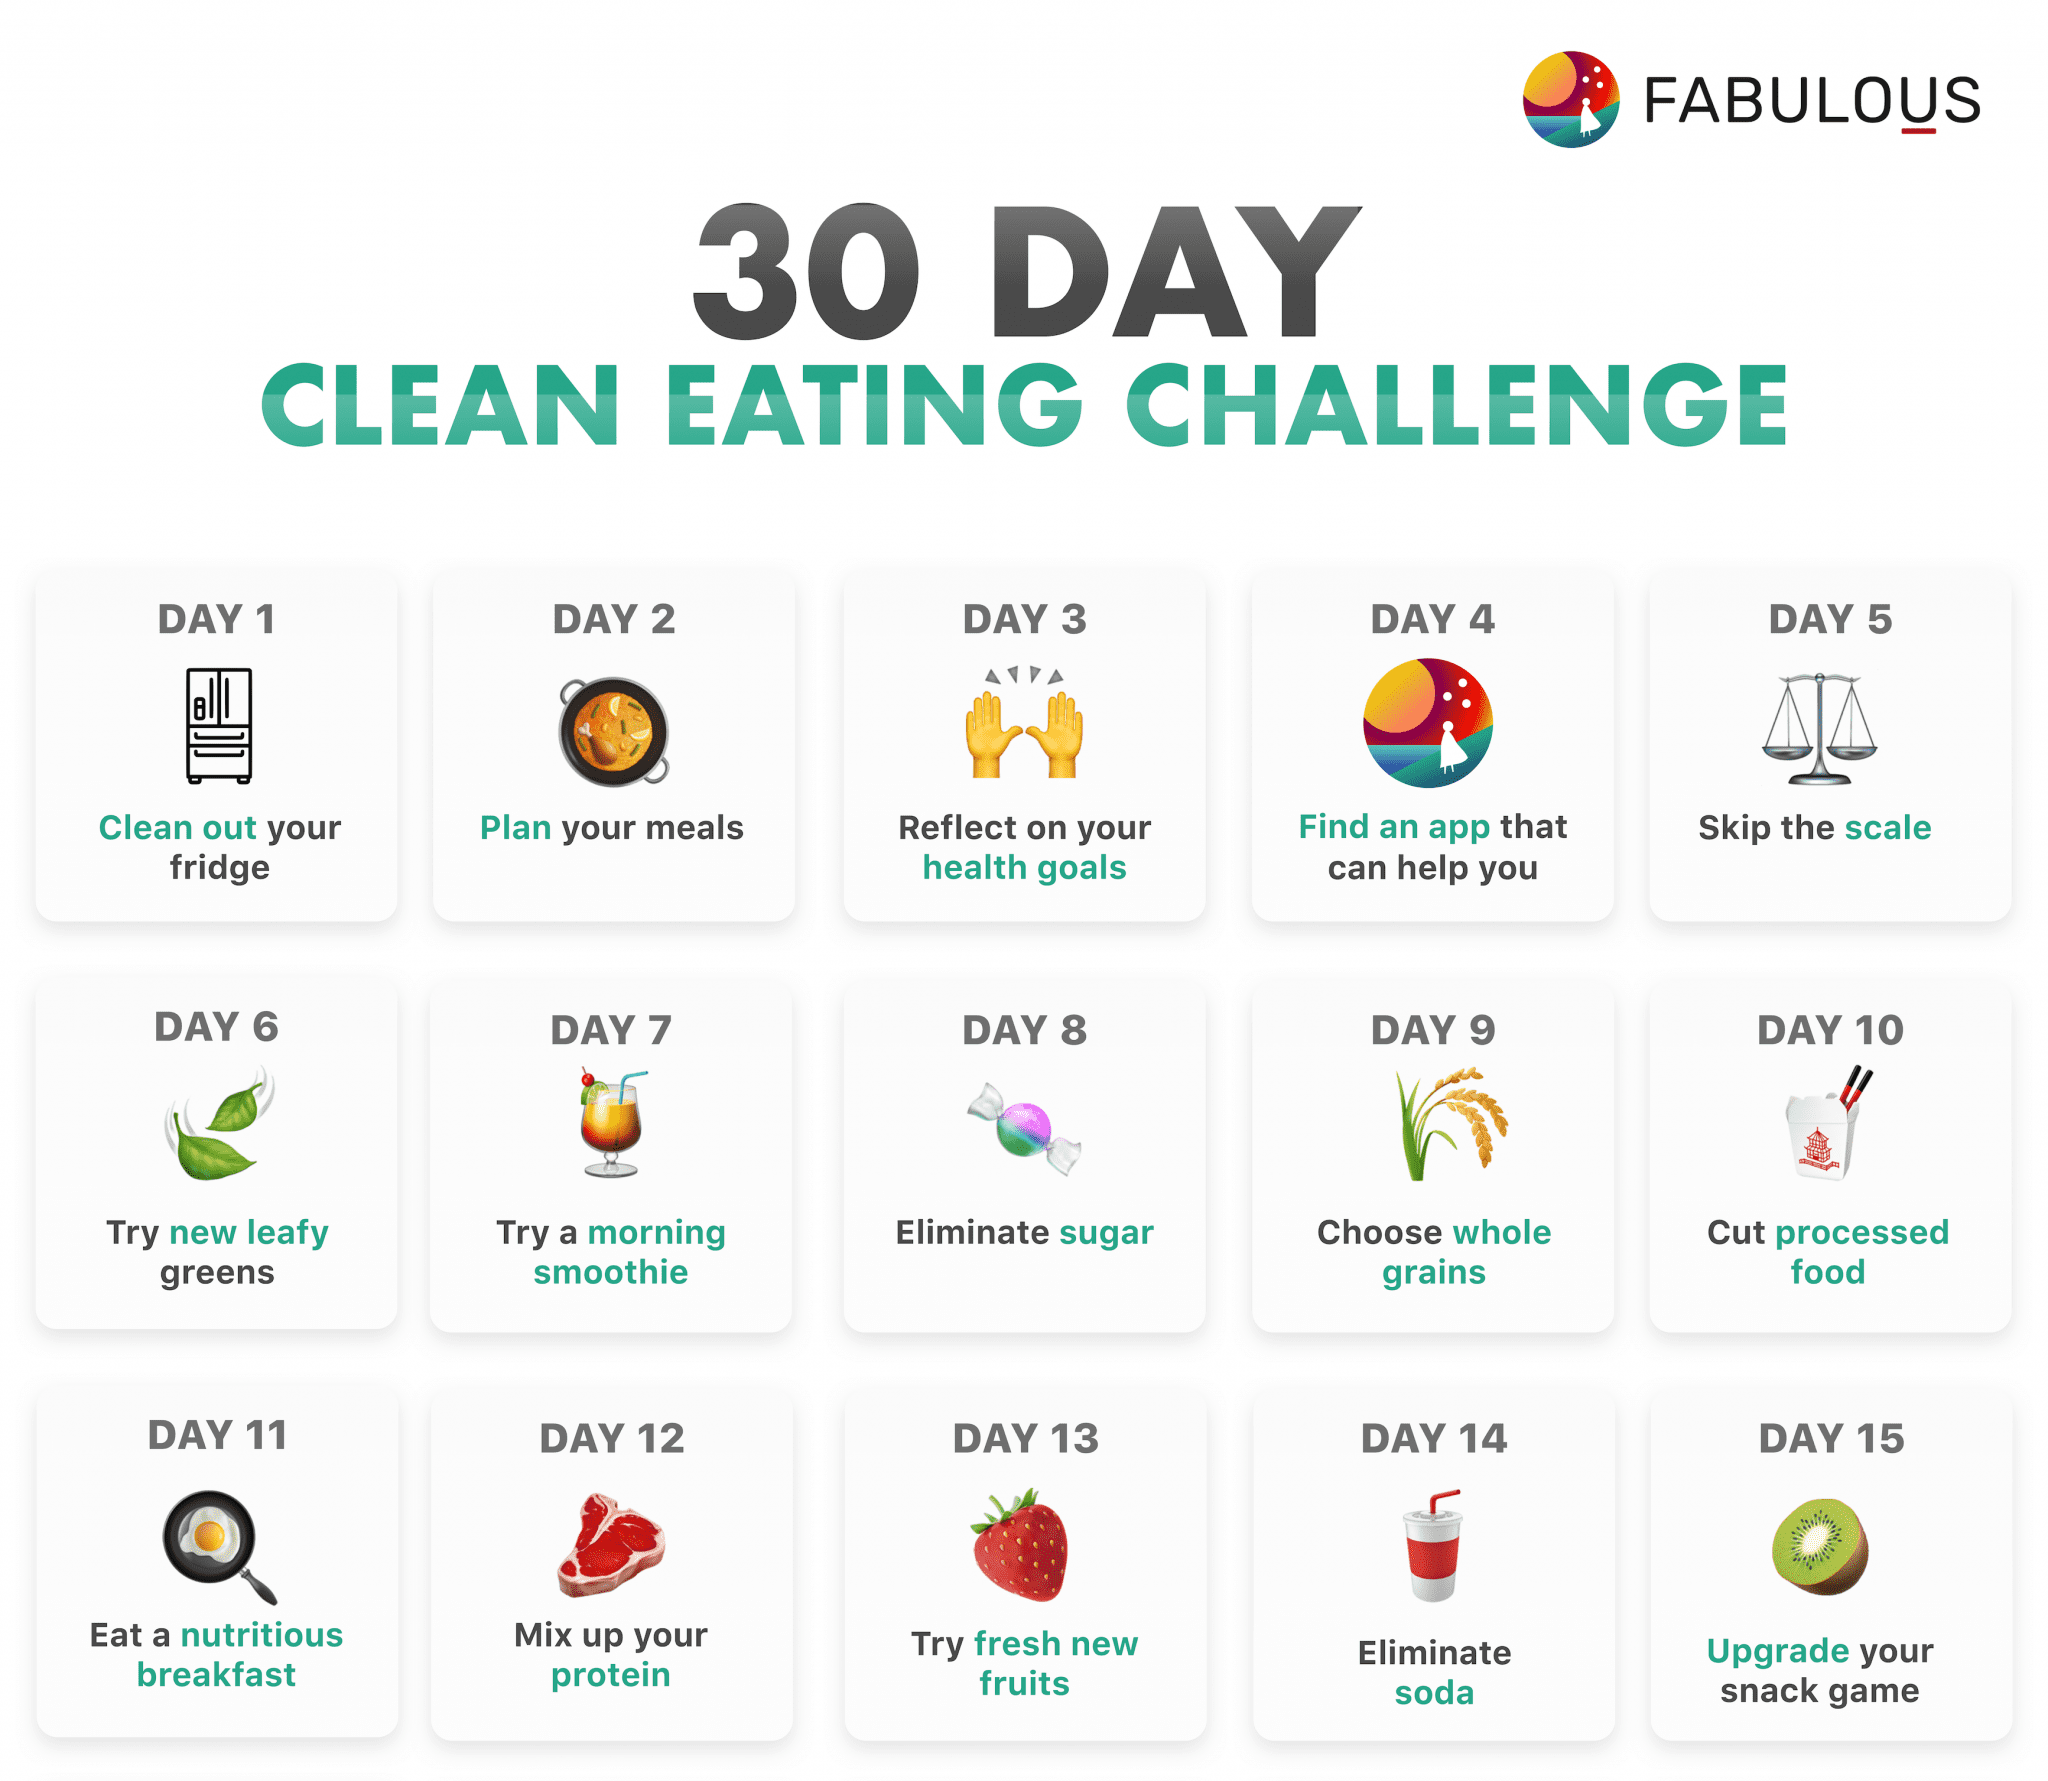 FABULOUS
30 DAY
CLEAN EATING CHALLENGE
DAY 1
Clean out your
fridge
DAY 2
Plan your meals
DAY 3
Reflect on your
health goals
DAY 4
Find an app that
can help you
DAY 5
Skip the scale
DAY 6
Try new leafy
greens
DAY 7
Try a morning
smoothie
DAY 8
Eliminate sugar
DAY 9
Choose whole
grains
DAY 10
Cut processed
food
DAY 11
Eat a nutritious
breakfast
DAY 12
Mix up your
protein
DAY 13
Try fresh new
fruits
DAY 14
Eliminate
soda
DAY 15
Upgrade your
snack game